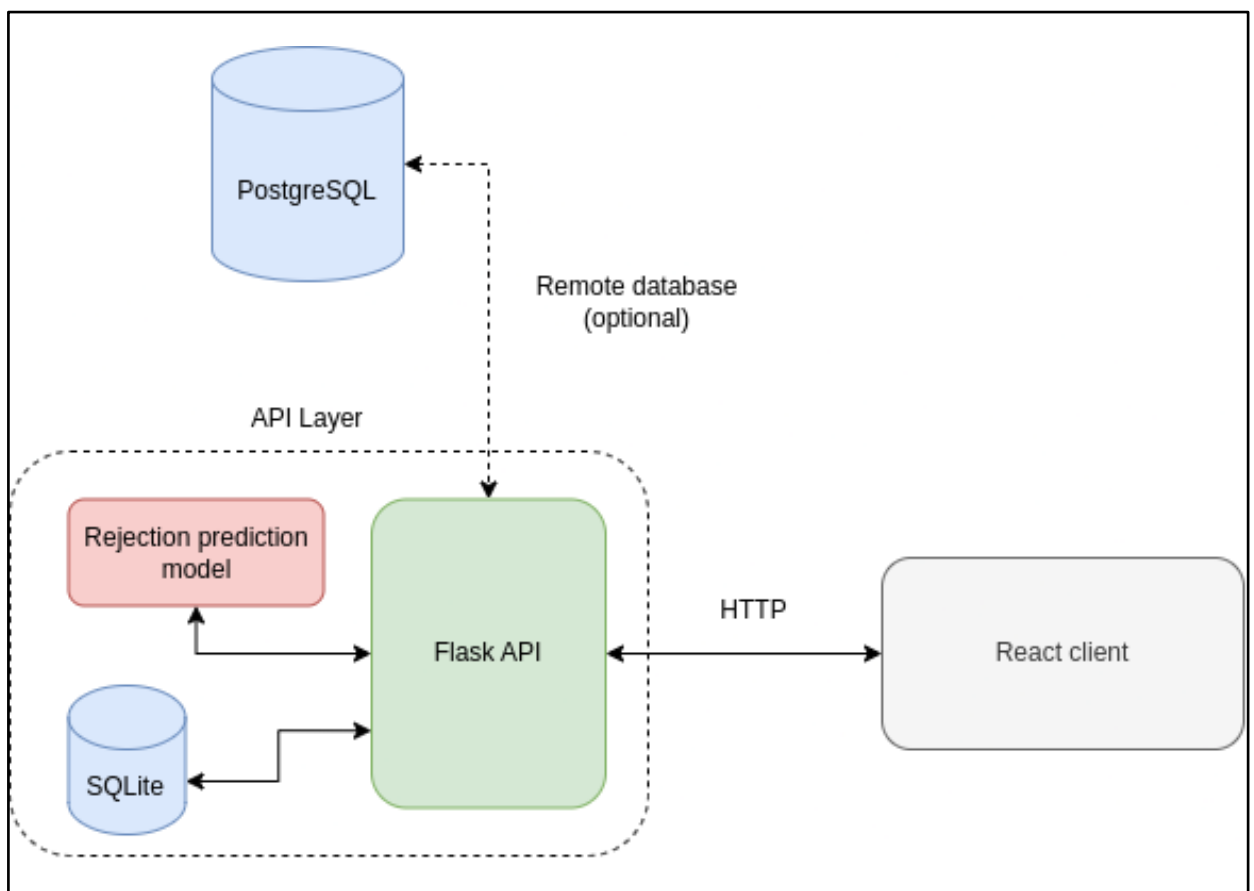 PostgreSQL
Remote database
(optional)
API Layer
Rejection prediction
model
Flask API
HTTP
React client
SQLite